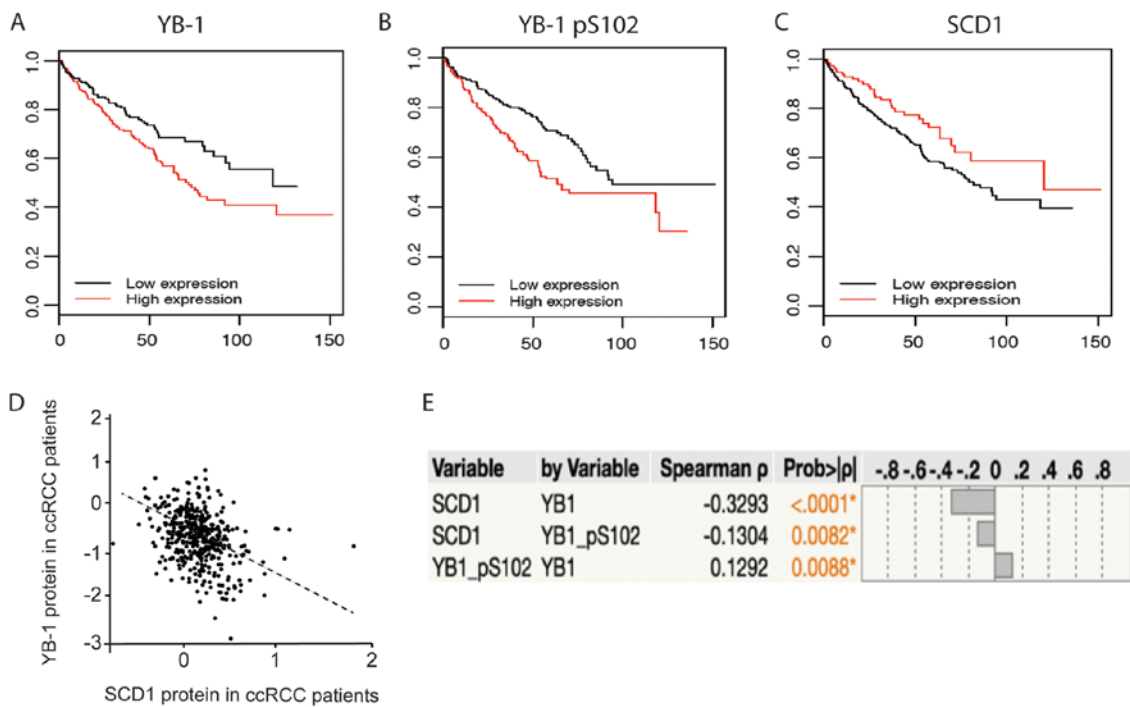 A
YB-1
1.0
0.8
0.6
0.4
0.2
0.0
Low expression
High expression
0 50 100 150
B
YB-1 pS102
1.0
0.8
0.6
0.4
0.2
0.0
Low expression
High expression
0 50 100 150
C
SCD1
1.0
0.8
0.6
0.4
0.2
0.0
Low expression
High expression
0 50 100 150
D
YB-1 protein in ccRCC patients
2
1
0
-1
-2
-3
0 1 2
SCD1 protein in ccRCC patients
E
Variable by Variable Spearman ρ Prob>|ρ| -.8 -.6 -.4 -.2 0 .2 .4 .6 .8
SCD1 YB1 -0.3293 <.0001*
SCD1 YB1_pS102 -0.1304 0.0082*
YB1_pS102 YB1 0.1292 0.0088*